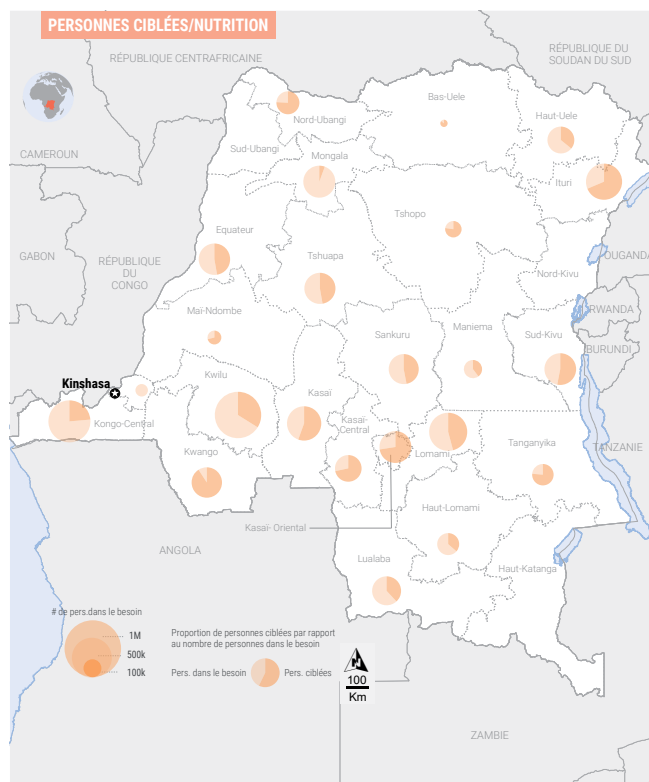 PERSONNES CIBLÉES/NUTRITION
RÉPUBLIQUE CENTRAFRICAINE
RÉPUBLIQUE DU
SOUDAN DU SUD
Bas-Uele
Nord-Ubangi
Haut-Uele
Sud-Ubangi
Mongala
CAMEROUN
Ituri
Tshopo
Equateur
GABON
RÉPUBLIQUE
DU
CONGO
Tshuapa
OUGANDA
Nord-Kivu
Maï-Ndombe
RWANDA
Sankuru
Maniema
Sud-Kivu
BURUNDI
Kinshasa
Kwilu
Kasaï
Kongo-Central
Kasaï-
Central
Lomami
Tanganyika
TANZANIE
Kwango
Haut-Lomami
Kasaï- Oriental
ANGOLA
Lualaba
Haut-Katanga
# de pers.dans le besoin
1M
500k
100k
Proportion de personnes ciblées par rapport
au nombre de personnes dans le besoin
Pers. dans le besoin
Pers. ciblées
N
100
Km
ZAMBIE